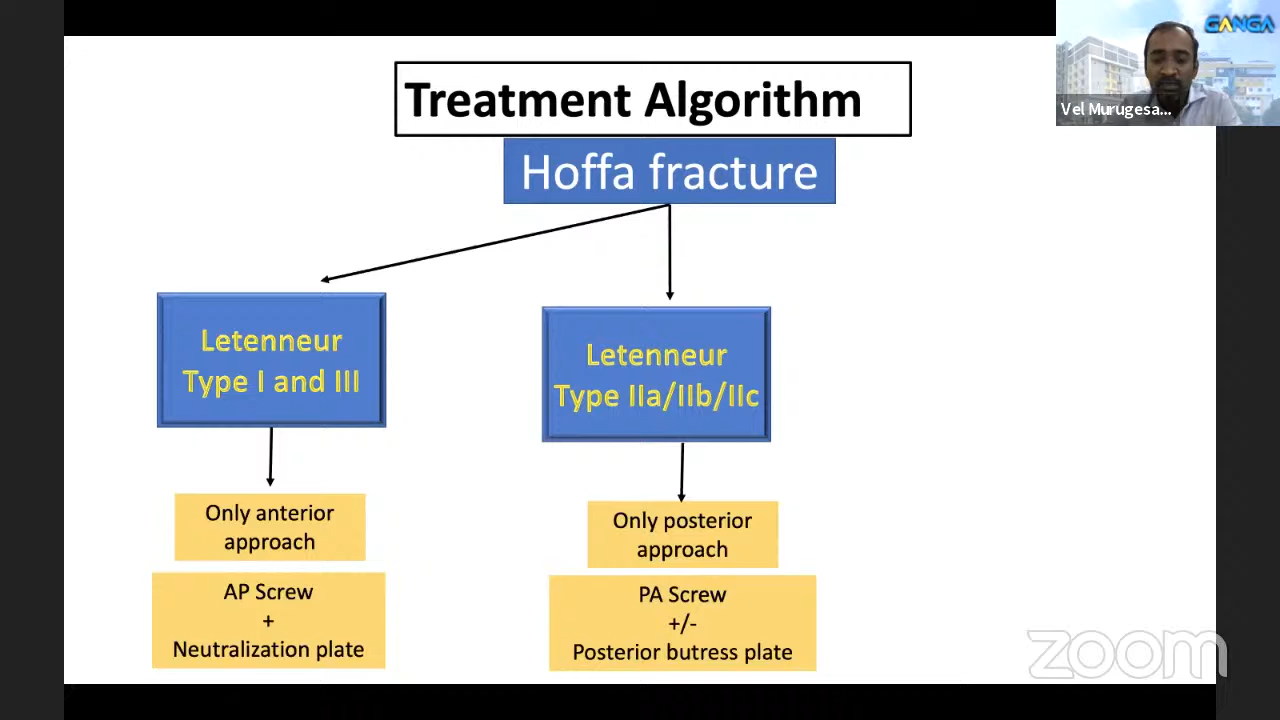 GANGA
Vel Murugesa...
Treatment Algorithm
Hoffa fracture
Letenneur
Type I and III
Letenneur
Type IIa/IIb/IIc
Only anterior
approach
Only posterior
approach
AP Screw
+
Neutralization plate
PA Screw
+/-
Posterior butress plate
zoom